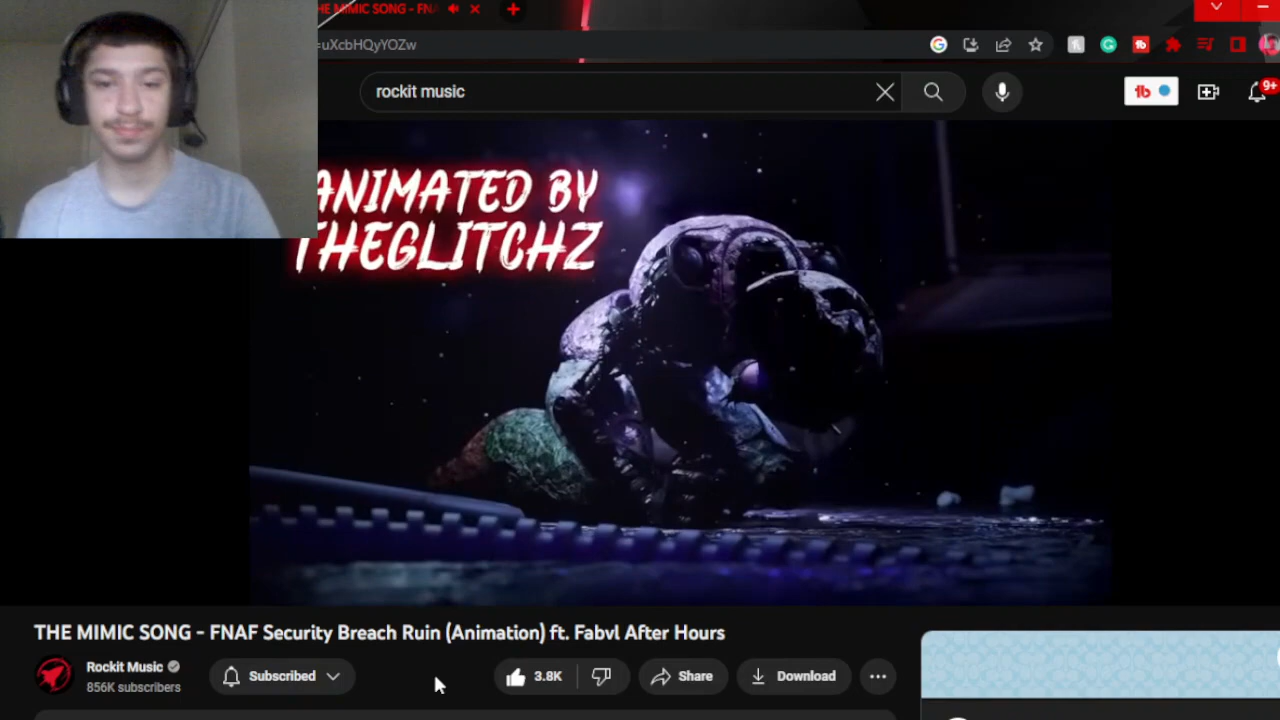 HE MIMIC SONG - FNA
=uXcbHQyYOZw
rockit music
9+
ANIMATED BY
THEGLITCHZ
THE MIMIC SONG - FNAF Security Breach Ruin (Animation) ft. Fabvl After Hours
Rockit Music
856K subscribers
Subscribed
3.8K
Share
Download